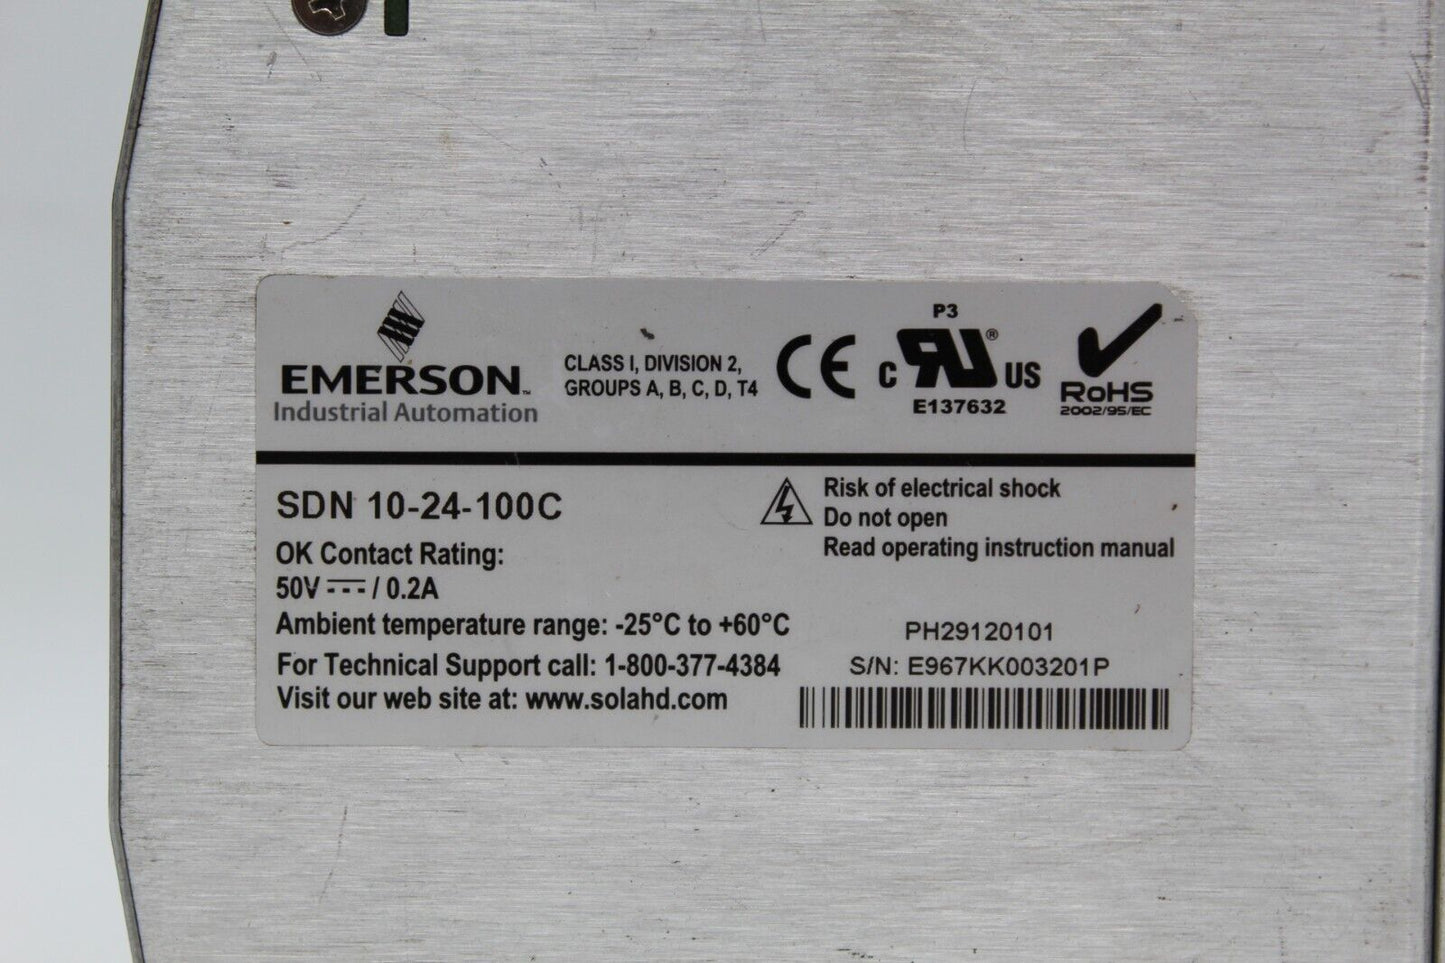 EMERSON™
Industrial Automation
CLASS I, DIVISION 2,
GROUPS A, B, C, D, T4
CE
P3
c RU® US
E137632
RoHS
2002/95/EC
SDN 10-24-100C
OK Contact Rating:
50V ⎓ / 0.2A
Ambient temperature range: -25°C to +60°C
For Technical Support call: 1-800-377-4384
Visit our web site at: www.solahd.com
Risk of electrical shock
Do not open
Read operating instruction manual
PH29120101
S/N: E967KK003201P